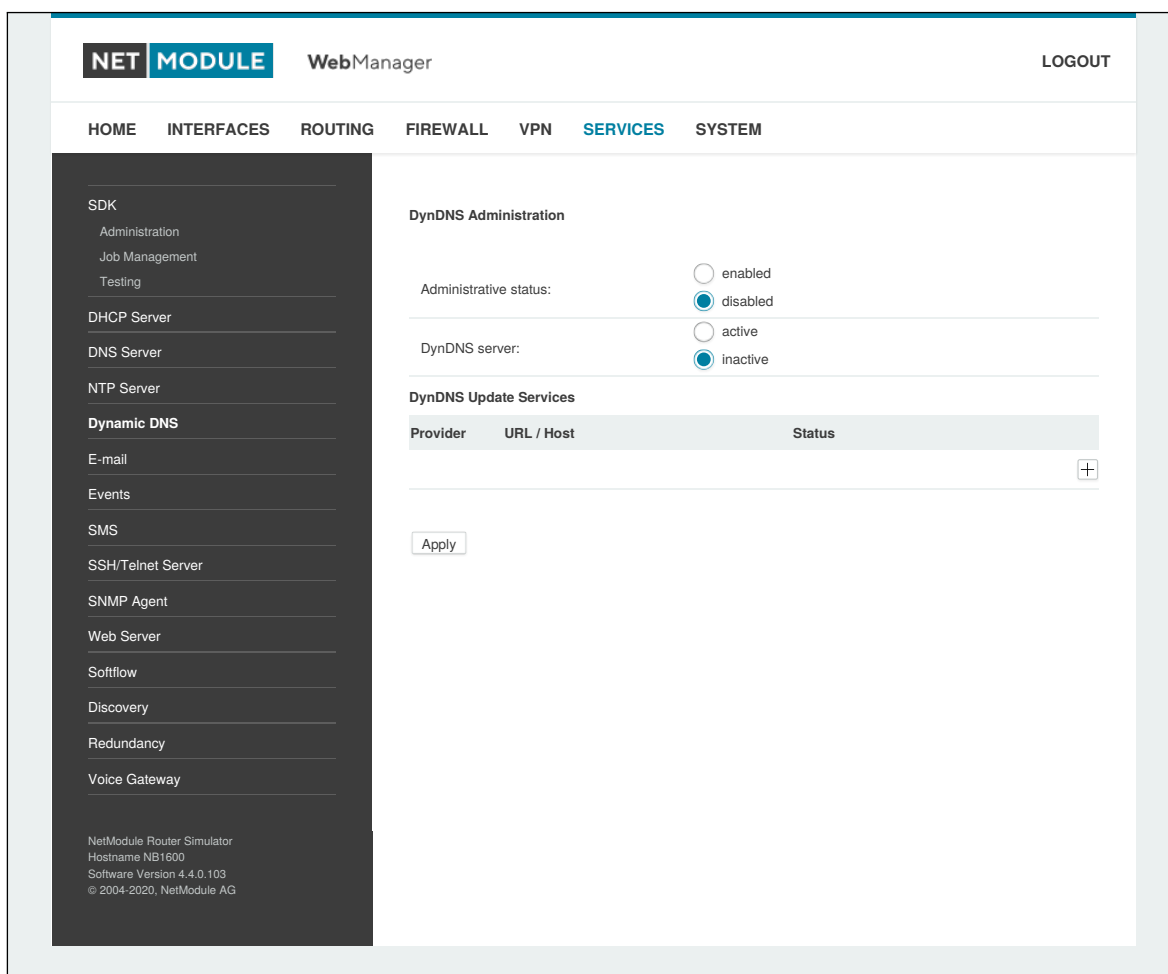 NET MODULE WebManager LOGOUT
HOME INTERFACES ROUTING FIREWALL VPN SERVICES SYSTEM
SDK
Administration
Job Management
Testing
DHCP Server
DNS Server
NTP Server
Dynamic DNS
E-mail
Events
SMS
SSH/Telnet Server
SNMP Agent
Web Server
Softflow
Discovery
Redundancy
Voice Gateway
NetModule Router Simulator
Hostname NB1600
Software Version 4.4.0.103
© 2004-2020, NetModule AG
DynDNS Administration
Administrative status:
enabled
disabled
DynDNS server:
active
inactive
DynDNS Update Services
Provider URL / Host Status
Apply